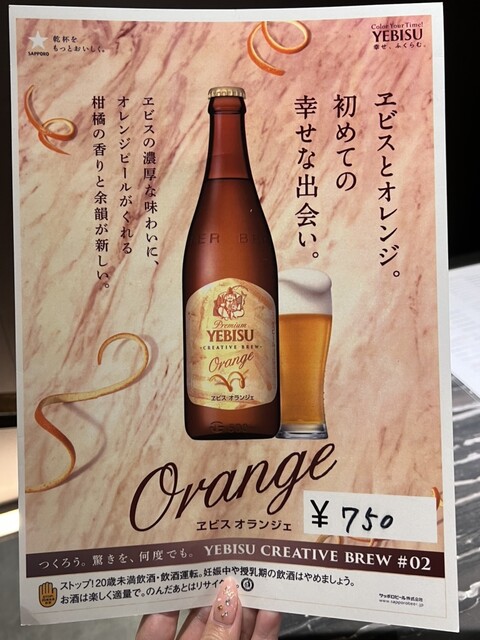 SAPPORO
乾杯を
もっとおいしく。
Color Your Time!
YEBISU
幸せ、ふくらむ。
ヱビスとオレンジ。
初めての
幸せな出会い。
ヱビスの濃厚な味わいに、
オレンジピールがくれる
柑橘の香りと余韻が新しい。
Premium
YEBISU
CREATIVE BREW
Orange
ヱビス オランジェ
Orange
ヱビス オランジェ
¥750
つくろう。驚きを、何度でも。 YEBISU CREATIVE BREW #02
ストップ!20歳未満飲酒・飲酒運転。妊娠中や授乳期の飲酒はやめましょう。
お酒は楽しく適量で。のんだあとはリサイクル。
サッポロビール株式会社